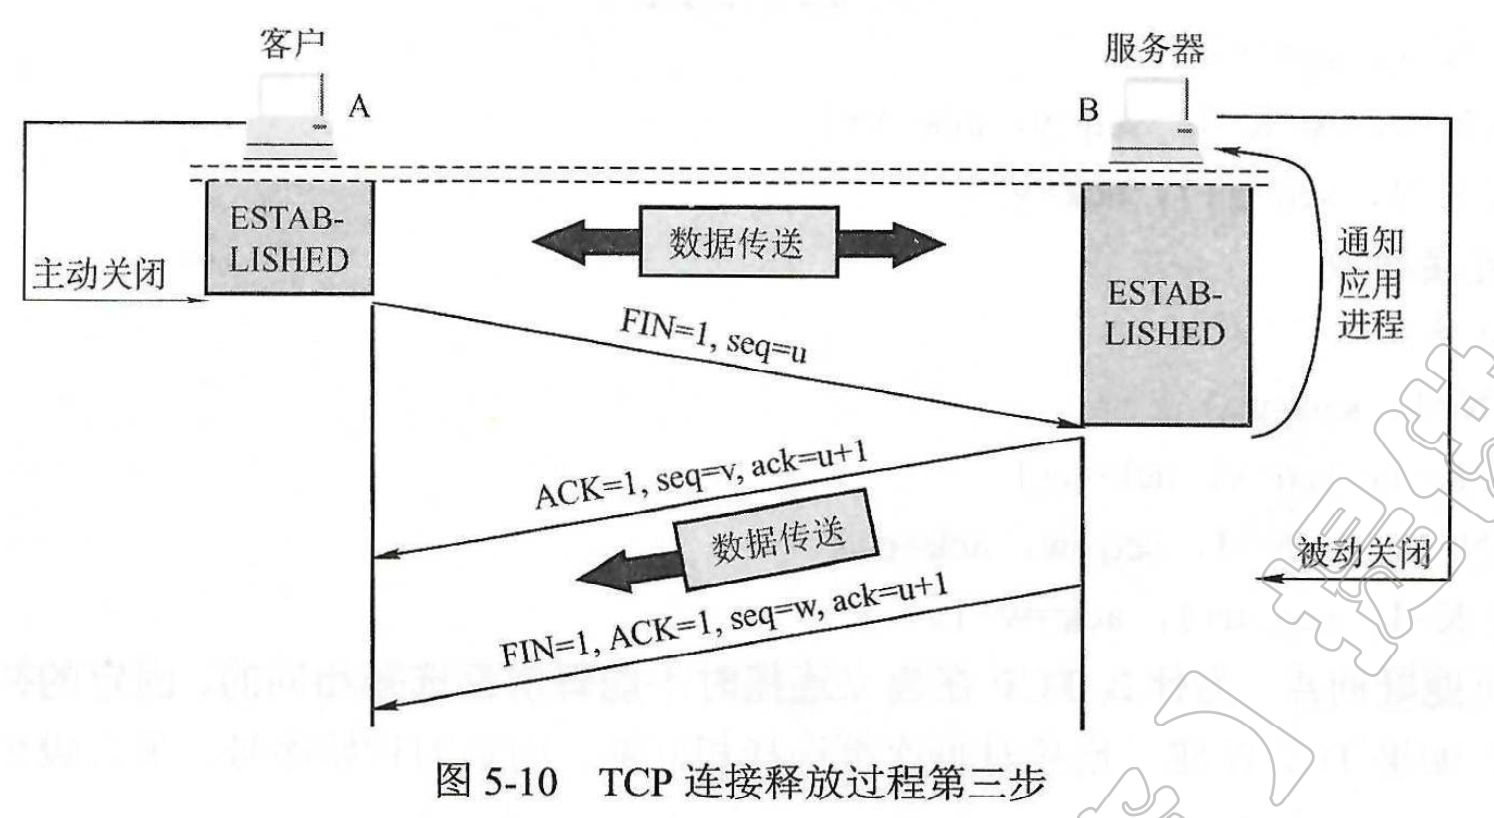 客户
服务器
A
B
ESTAB-
LISHED
数据传送
主动关闭
通知
应用
进程
ESTAB-
LISHED
FIN=1, seq=u
ACK=1, seq=v, ack=u+1
数据传送
被动关闭
FIN=1, ACK=1, seq=w, ack=u+1
图 5-10 TCP 连接释放过程第三步